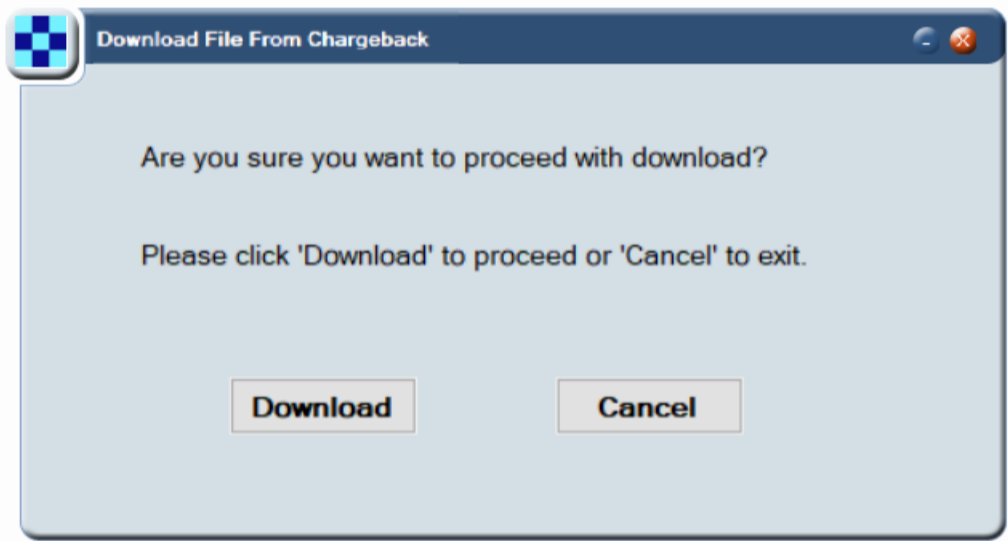 Download File From Chargeback
Are you sure you want to proceed with download?
Please click 'Download' to proceed or 'Cancel' to exit.
Download
Cancel